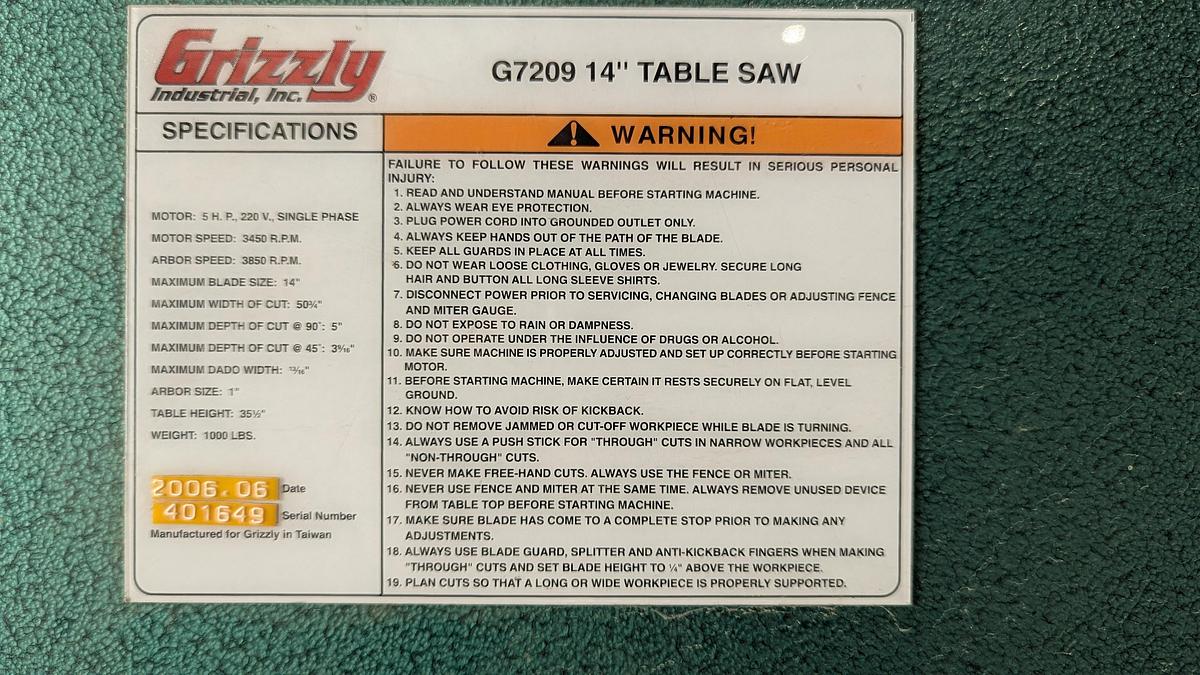 Grizzly
Industrial, Inc.®
G7209 14" TABLE SAW
SPECIFICATIONS
MOTOR: 5 H. P., 220 V., SINGLE PHASE
MOTOR SPEED: 3450 R.P.M.
ARBOR SPEED: 3850 R.P.M.
MAXIMUM BLADE SIZE: 14"
MAXIMUM WIDTH OF CUT: 50¾"
MAXIMUM DEPTH OF CUT @ 90°: 5"
MAXIMUM DEPTH OF CUT @ 45°:
MAXIMUM DADO WIDTH: ¹³⁄₁₆"
ARBOR SIZE: 1"
TABLE HEIGHT: 35½"
WEIGHT: 1000 LBS.
2006.06 Date
401649 Serial Number
Manufactured for Grizzly in Taiwan
WARNING!
FAILURE TO FOLLOW THESE WARNINGS WILL RESULT IN SERIOUS PERSONAL
INJURY:
1. READ AND UNDERSTAND MANUAL BEFORE STARTING MACHINE.
2. ALWAYS WEAR EYE PROTECTION.
3. PLUG POWER CORD INTO GROUNDED OUTLET ONLY.
4. ALWAYS KEEP HANDS OUT OF THE PATH OF THE BLADE.
5. KEEP ALL GUARDS IN PLACE AT ALL TIMES.
6. DO NOT WEAR LOOSE CLOTHING, GLOVES OR JEWELRY. SECURE LONG
HAIR AND BUTTON ALL LONG SLEEVE SHIRTS.
7. DISCONNECT POWER PRIOR TO SERVICING, CHANGING BLADES OR ADJUSTING FENCE
AND MITER GAUGE.
8. DO NOT EXPOSE TO RAIN OR DAMPNESS.
9. DO NOT OPERATE UNDER THE INFLUENCE OF DRUGS OR ALCOHOL.
10. MAKE SURE MACHINE IS PROPERLY ADJUSTED AND SET UP CORRECTLY BEFORE STARTING
MOTOR.
11. BEFORE STARTING MACHINE, MAKE CERTAIN IT RESTS SECURELY ON FLAT, LEVEL
GROUND.
12. KNOW HOW TO AVOID RISK OF KICKBACK.
13. DO NOT REMOVE JAMMED OR CUT-OFF WORKPIECE WHILE BLADE IS TURNING.
14. ALWAYS USE A PUSH STICK FOR "THROUGH" CUTS IN NARROW WORKPIECES AND ALL
"NON-THROUGH" CUTS.
15. NEVER MAKE FREE-HAND CUTS. ALWAYS USE THE FENCE OR MITER.
16. NEVER USE FENCE AND MITER AT THE SAME TIME. ALWAYS REMOVE UNUSED DEVICE
FROM TABLE TOP BEFORE STARTING MACHINE.
17. MAKE SURE BLADE HAS COME TO A COMPLETE STOP PRIOR TO MAKING ANY
ADJUSTMENTS.
18. ALWAYS USE BLADE GUARD, SPLITTER AND ANTI-KICKBACK FINGERS WHEN MAKING
"THROUGH" CUTS AND SET BLADE HEIGHT TO ¼" ABOVE THE WORKPIECE.
19. PLAN CUTS SO THAT A LONG OR WIDE WORKPIECE IS PROPERLY SUPPORTED.